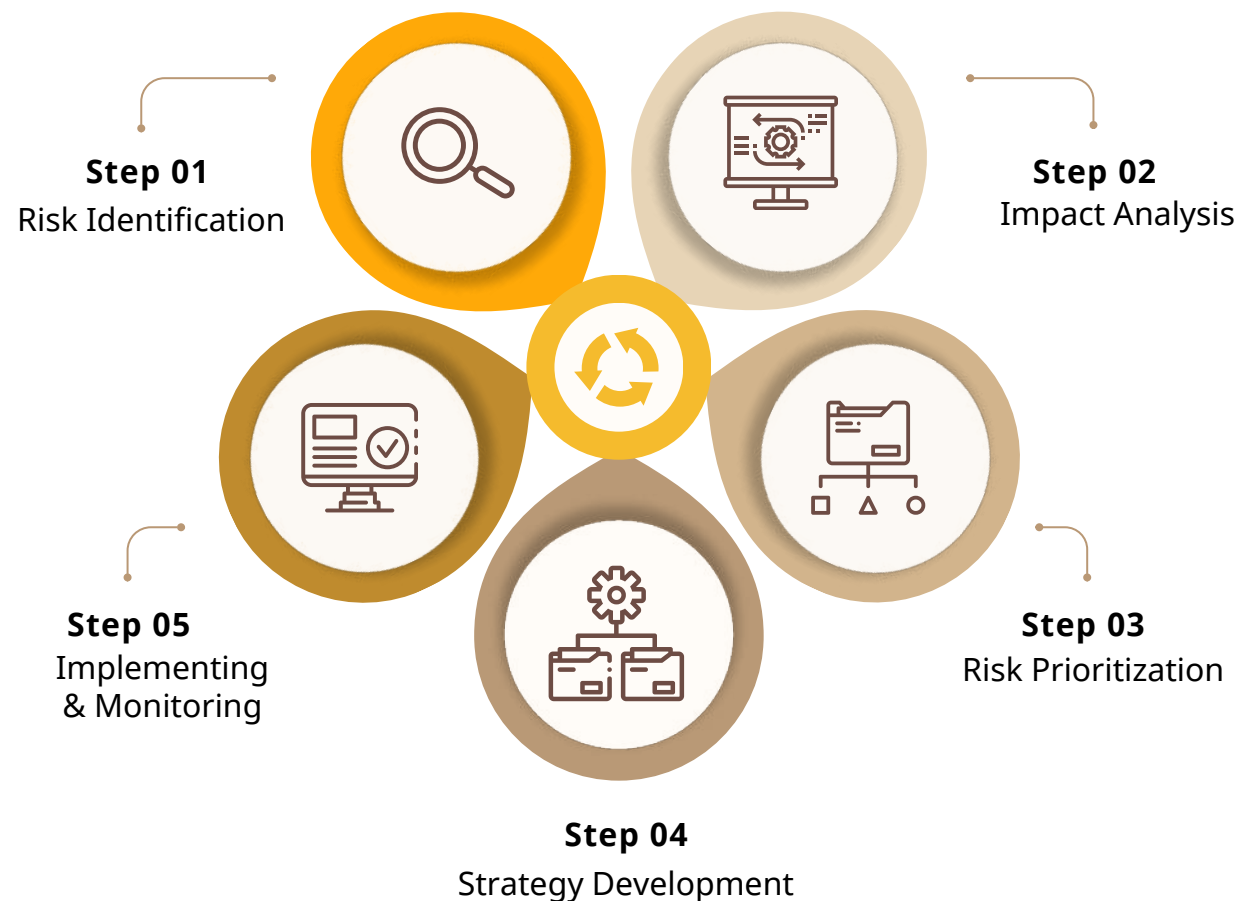 Step 01
Risk Identification
Step 02
Impact Analysis
Step 03
Risk Prioritization
Step 04
Strategy Development
Step 05
Implementing
& Monitoring